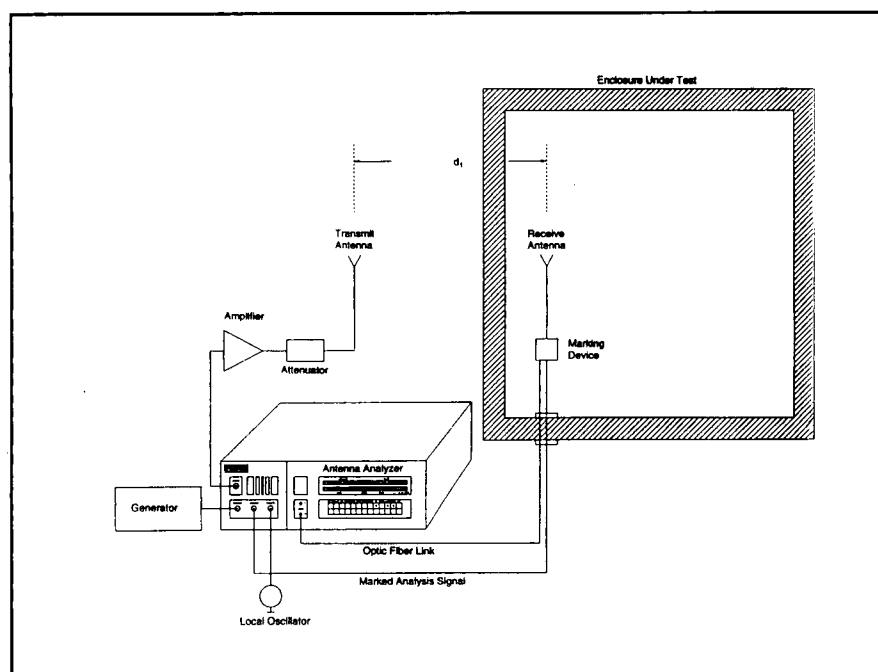 Enclosure Under Test
d₁
Transmit
Antenna
Receive
Antenna
Amplifier
Attenuator
Marking
Device
Antenna Analyzer
Generator
Optic Fiber Link
Marked Analysis Signal
Local Oscillator